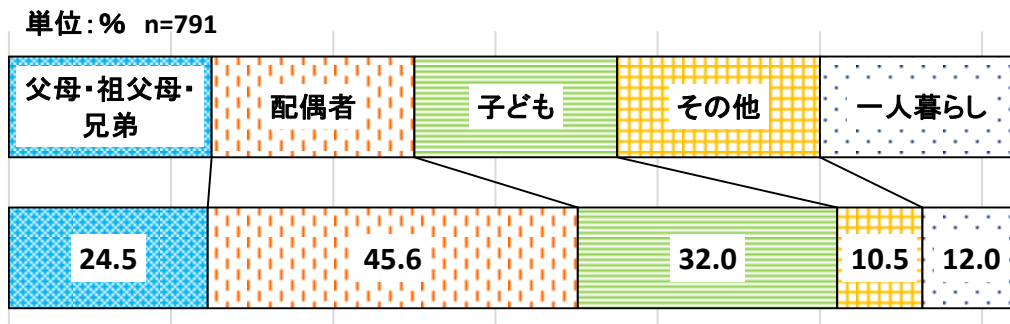 単位：% n=791
父母・祖父母・
兄弟
配偶者
子ども
その他
一人暮らし
24.5
45.6
32.0
10.5
12.0